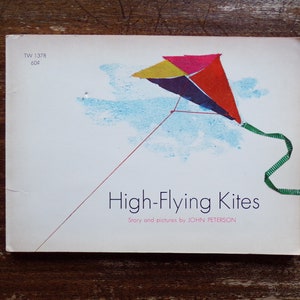 TW 1378
60¢
High-Flying Kites
Story and pictures by JOHN PETERSON